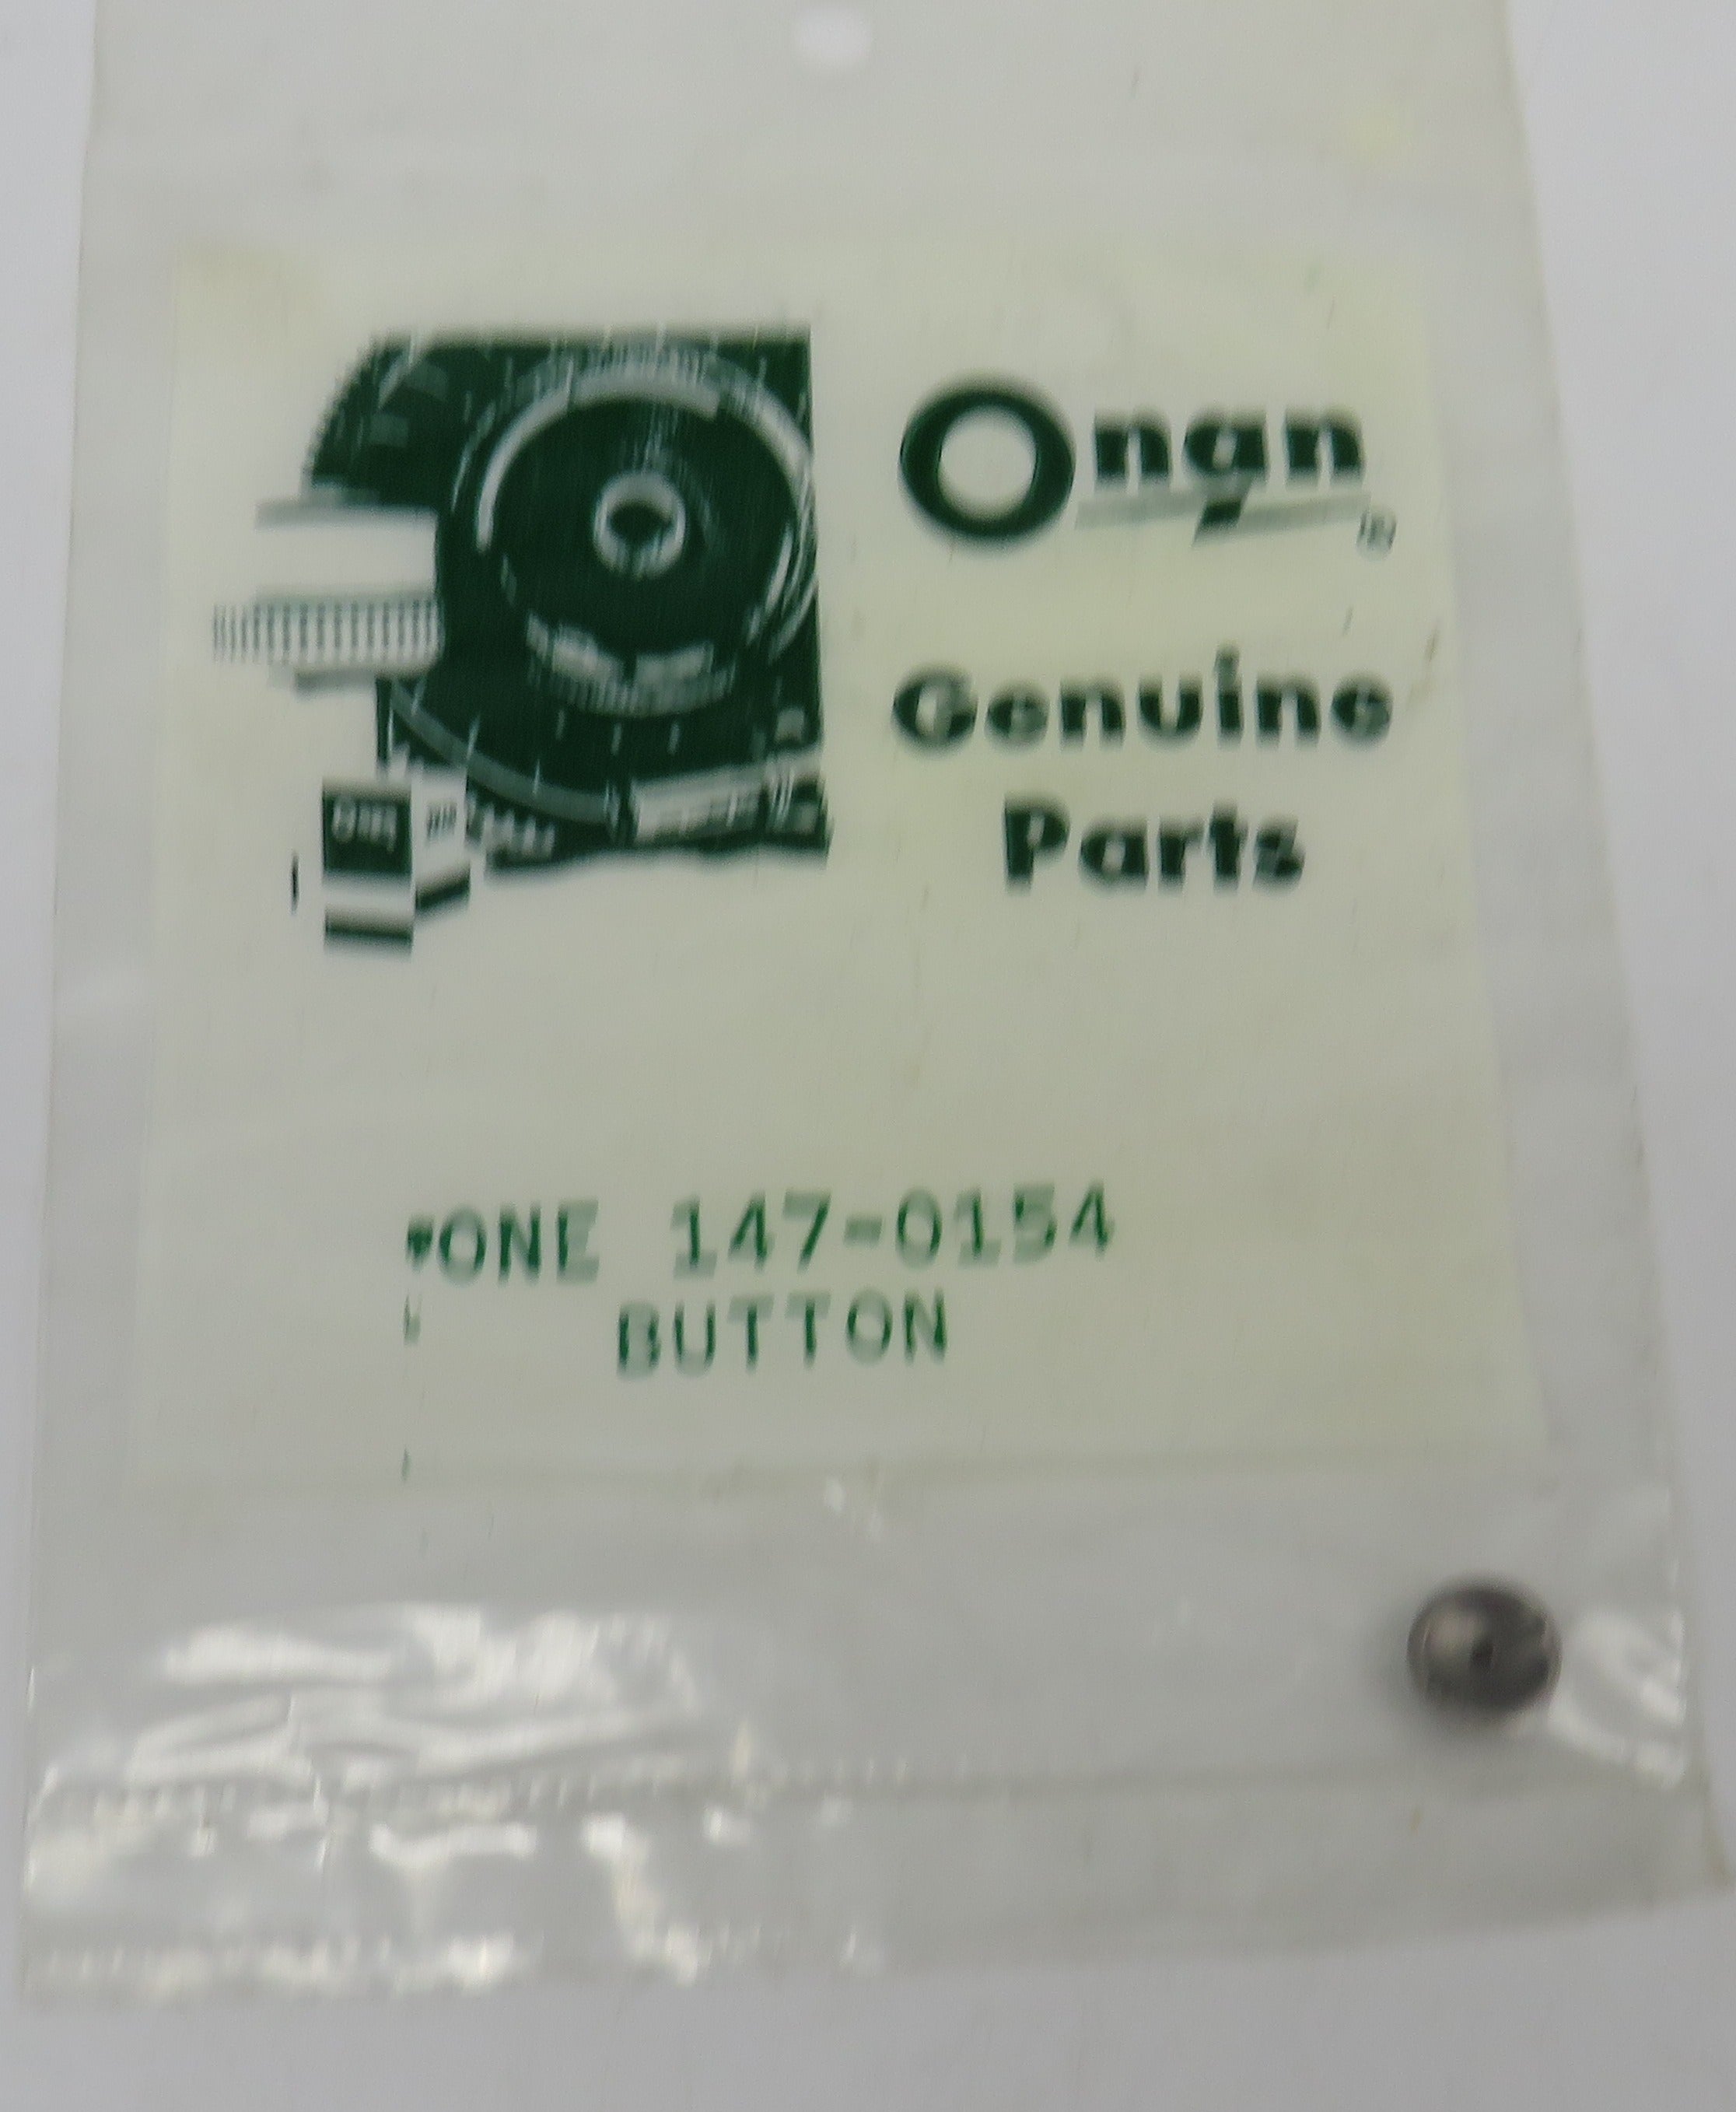 Onan
®
Genuine
Parts
ONE 147-0154
BUTTON